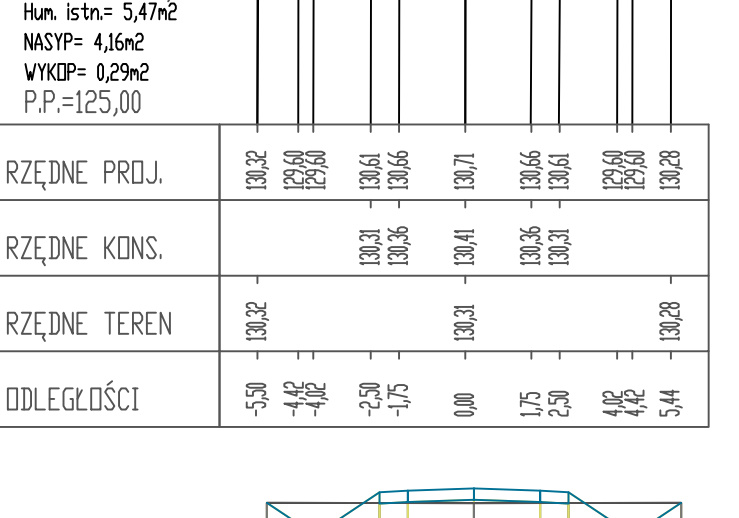 Hum. istn.= 5,47m2
NASYP= 4,16m2
WYKOP= 0,29m2
P.P.=125,00
RZĘDNE PROJ. 130,32 129,60 129,60 130,61 130,66 130,71 130,66 130,61 129,60 129,60 130,28
RZĘDNE KONS. 130,31 130,36 130,41 130,36 130,31
RZĘDNE TEREN 130,32 130,31 130,28
ODLEGŁOŚCI -5,50 -4,42 -4,02 -2,50 -1,75 0,00 1,75 2,50 4,02 4,42 5,44